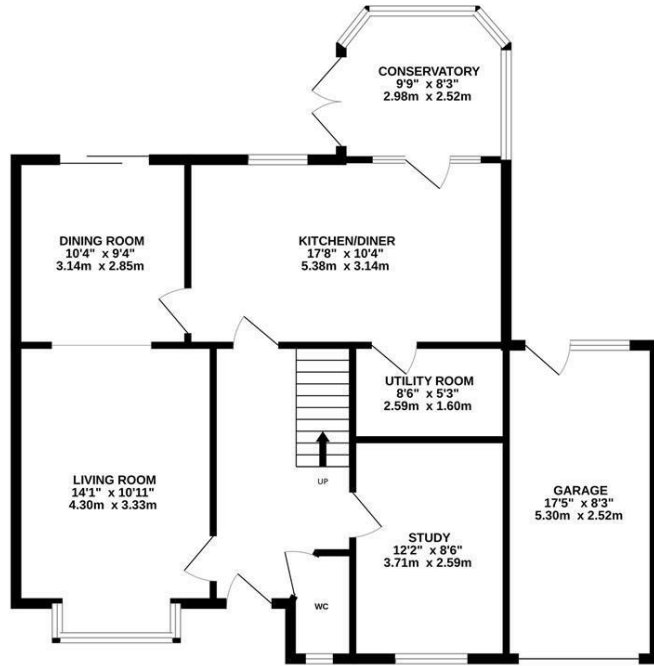 CONSERVATORY
9'9" x 8'3"
2.98m x 2.52m
DINING ROOM
10'4" x 9'4"
3.14m x 2.85m
KITCHEN/DINER
17'8" x 10'4"
5.38m x 3.14m
UTILITY ROOM
8'6" x 5'3"
2.59m x 1.60m
LIVING ROOM
14'1" x 10'11"
4.30m x 3.33m
UP
GARAGE
17'5" x 8'3"
5.30m x 2.52m
STUDY
12'2" x 8'6"
3.71m x 2.59m
WC